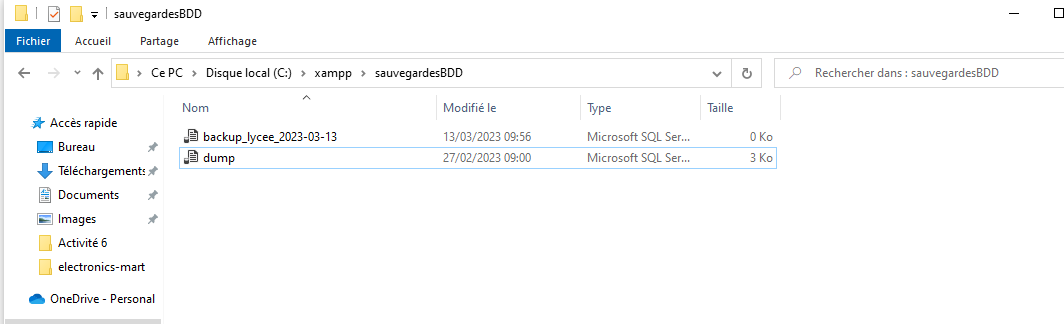 sauvegardesBDD
Fichier Accueil Partage Affichage
Ce PC Disque local (C:) xampp sauvegardesBDD Rechercher dans : sauvegardesBDD
Nom Modifié le Type Taille
Accès rapide
Bureau
Téléchargements
Documents
Images
Activité 6
electronics-mart
OneDrive - Personal
backup_lycee_2023-03-13 13/03/2023 09:56 Microsoft SQL Ser... 0 Ko
dump 27/02/2023 09:00 Microsoft SQL Ser... 3 Ko